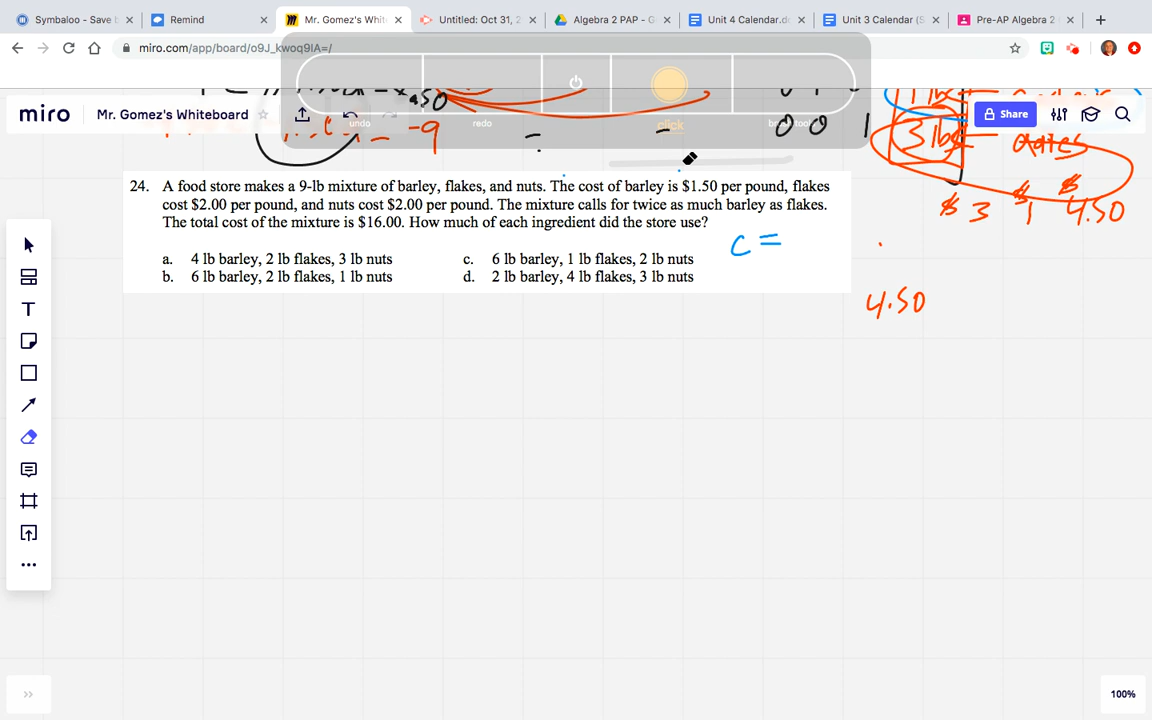 Symbaloo - Save b
Remind
Mr. Gomez's Whit
Untitled: Oct 31, 2
Algebra 2 PAP - G
Unit 4 Calendar.do
Unit 3 Calendar (S
Pre-AP Algebra 2
miro.com/app/board/o9J_kwoq9IA=/
miro
Mr. Gomez's Whiteboard
undo
redo
click
Share
.50
= -9
0 0 1
3 lbs
dates
$3 $1 $4.50
24. A food store makes a 9-lb mixture of barley, flakes, and nuts. The cost of barley is $1.50 per pound, flakes
cost $2.00 per pound, and nuts cost $2.00 per pound. The mixture calls for twice as much barley as flakes.
The total cost of the mixture is $16.00. How much of each ingredient did the store use?
c =
a. 4 lb barley, 2 lb flakes, 3 lb nuts c. 6 lb barley, 1 lb flakes, 2 lb nuts
b. 6 lb barley, 2 lb flakes, 1 lb nuts d. 2 lb barley, 4 lb flakes, 3 lb nuts
4.50
100%